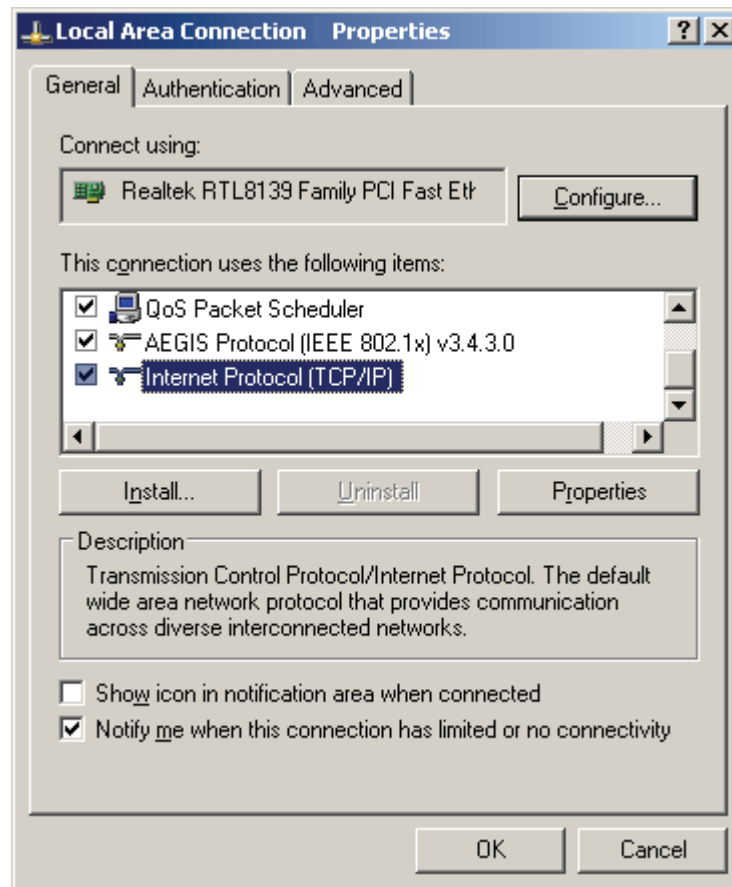 Local Area Connection Properties
General Authentication Advanced
Connect using:
Realtek RTL8139 Family PCI Fast Eth
Configure...
This connection uses the following items:
QoS Packet Scheduler
AEGIS Protocol (IEEE 802.1x) v3.4.3.0
Internet Protocol (TCP/IP)
Install... Uninstall Properties
Description
Transmission Control Protocol/Internet Protocol. The default
wide area network protocol that provides communication
across diverse interconnected networks.
Show icon in notification area when connected
Notify me when this connection has limited or no connectivity
OK Cancel